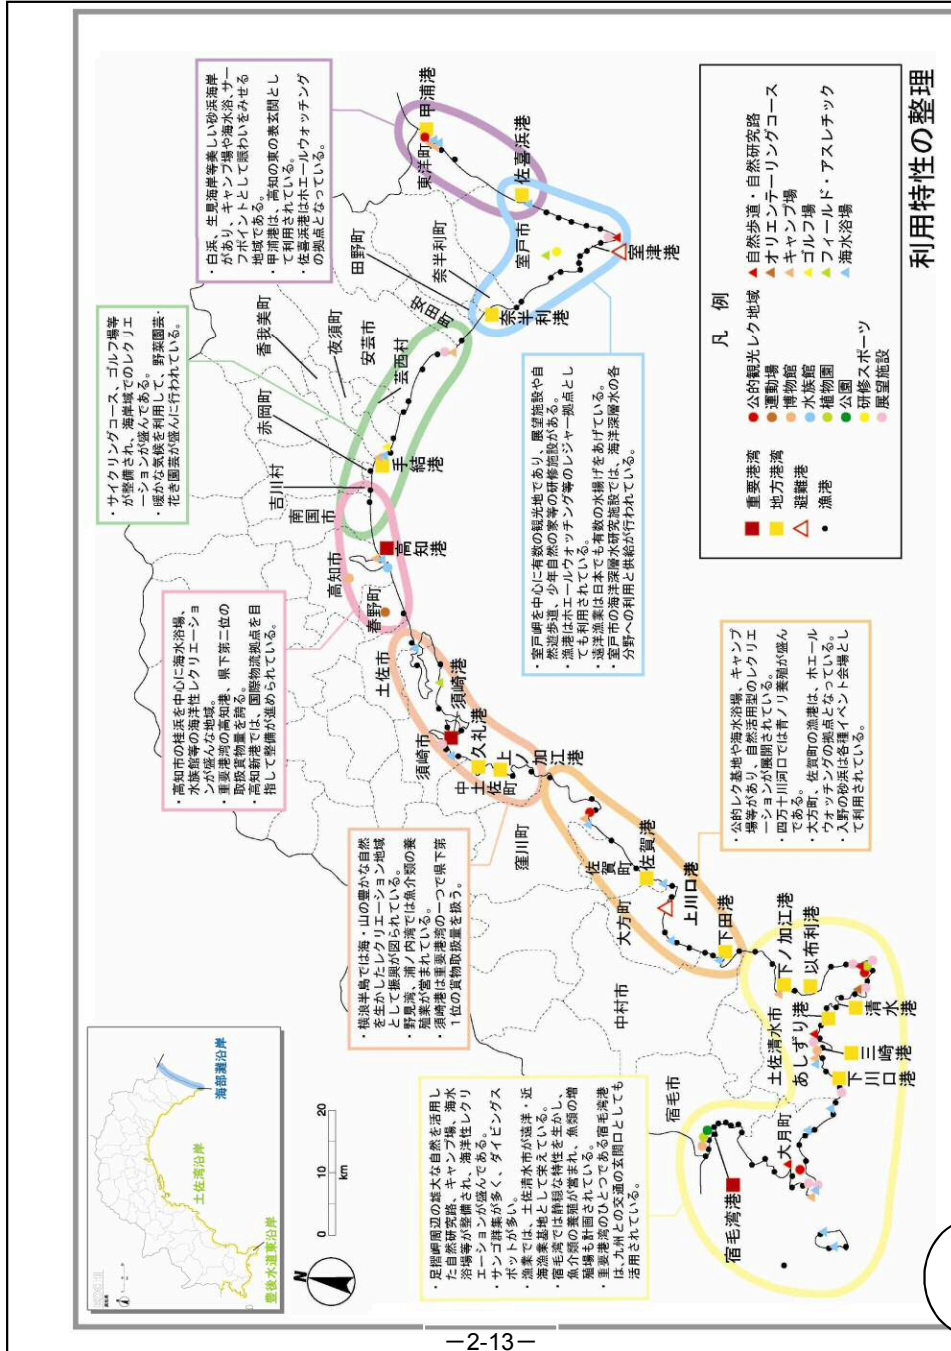 利用特性の整理
・白浜、生見海岸等美しい砂浜海岸
があり、キャンプ場や海水浴、サー
フポイントとして賑わいをみせる
地域である。
・甲浦港は、高知の東の表玄関とし
て利用されている。
・佐喜浜港はホエールウォッチング
の拠点となっている。
・サイクリングコース、ゴルフ場等
が整備され、海岸域でのレクリエ
ーションが盛んである。
・暖かな気候を利用して、野菜園芸・
花き園芸が盛んに行われている。
・高知市の桂浜を中心に海水浴場、
水族館等の海洋性レクリエーショ
ンが盛んな地域。
・重要港湾の高知港、県下第二位の
取扱貨物量を誇る。
・高知新港では、国際物流拠点を目
指して整備が進められている。
・横浪半島では海・山の豊かな自然
を生かしたレクリエーション地域
として振興が図られている。
・野見湾、浦ノ内湾では魚介類の養
殖業が営まれている。
・須崎港は重要港湾の一つで県下第
1位の貨物取扱量を扱う。
・足摺岬周辺の雄大な自然を活用し
た自然研究路、キャンプ場、海水
浴場等が整備され、海洋性レクリ
エーションが盛んである。
・サンゴ群集が多く、ダイビングス
ポットが多い。
・漁業では、土佐清水市が遠洋・近
海漁業基地として栄えている。
・宿毛湾では静穏な特性を生かし、
魚介類の養殖が営まれ、魚類の増
殖場も計画されている。
・重要港湾のひとつである宿毛湾港
は、九州との交通の玄関口としても
活用されている。
・室戸岬を中心に有数の観光地であり、展望施設や自
然遊歩道、少年自然の家等の研修施設がある。
・漁港はホエールウォッチング等のレジャー拠点とし
ても利用されている。
・遠洋漁業は日本でも有数の水揚げをあげている。
・室戸市の海洋深層水研究施設では、海洋深層水の各
分野への利用と供給が行われている。
・公的レク基地や海水浴場、キャンプ
場等があり、自然活用型のレクリエ
ーションが展開されている。
・四万十川河口では青ノリ養殖が盛ん
である。
・大方町、佐賀町の漁港は、ホエール
ウォッチングの拠点となっている。
・入野の砂浜は各種イベント会場とし
て利用されている。
甲浦港
東洋町
佐喜浜港
室戸市
室津港
奈半利町
田野町
奈半利港
安田町
安芸市
芸西村
夜須町
香我美町
赤岡町
手結港
吉川村
南国市
高知市
高知港
春野町
土佐市
須崎港
須崎市
久礼港
中土佐町
上ノ加江港
窪川町
佐賀町
佐賀港
大方町
上川口港
下田港
中村市
下ノ加江港
以布利港
土佐清水市
あしずり港
清水港
三崎港
下川口港
大月町
宿毛市
宿毛湾港
凡 例
重要港湾
地方港湾
避難港
漁港
公的観光レク地域
運動場
博物館
水族館
植物園
公園
研修スポーツ
展望施設
自然歩道・自然研究路
オリエンテーリングコース
キャンプ場
ゴルフ場
フィールド・アスレチック
海水浴場
海部灘沿岸
土佐湾沿岸
豊後水道東沿岸
N
0 10 20
km
－2-13－